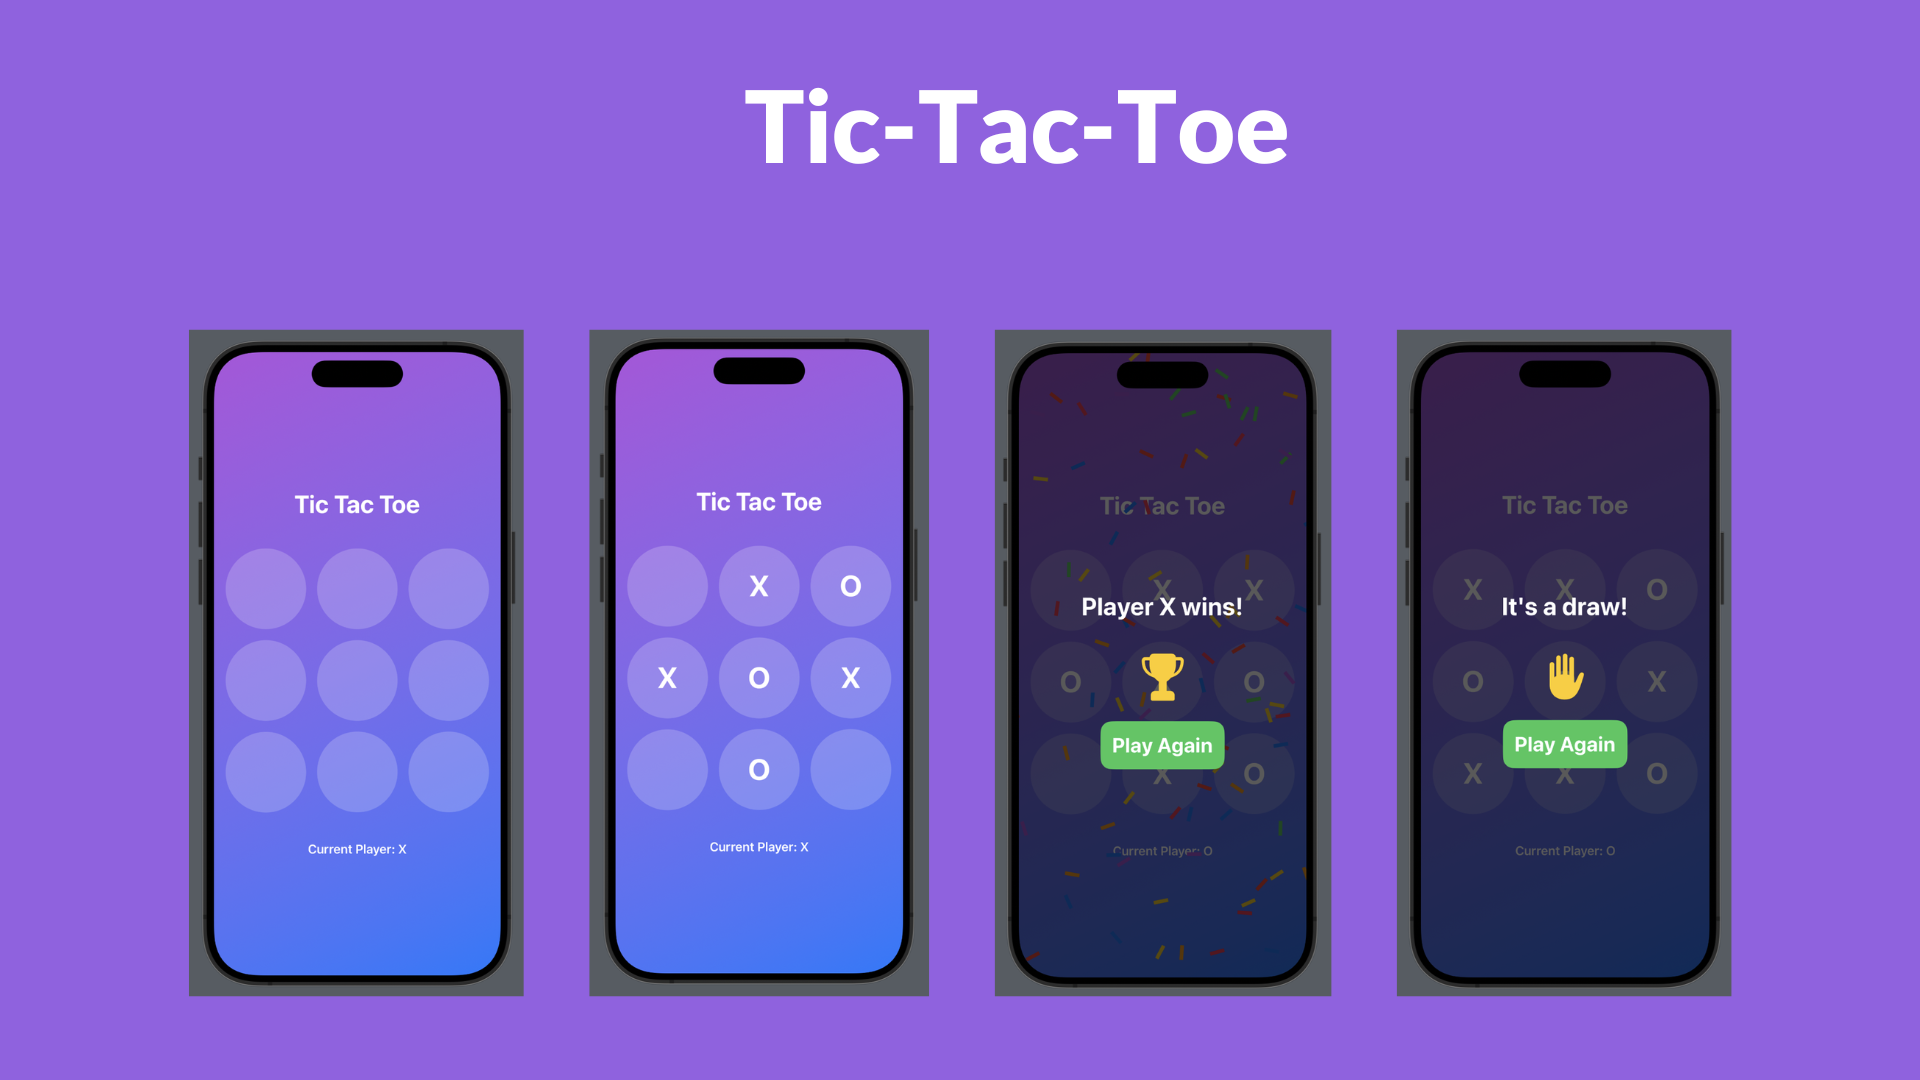 Tic-Tac-Toe
Tic Tac Toe
X O
X O X
O
Current Player: X
Tic Tac Toe
Current Player: X
Tic Tac Toe
X X
Player X wins!
O O
Play Again
X O
Current Player: O
Tic Tac Toe
X X O
It's a draw!
O X
Play Again
X X O
Current Player: O